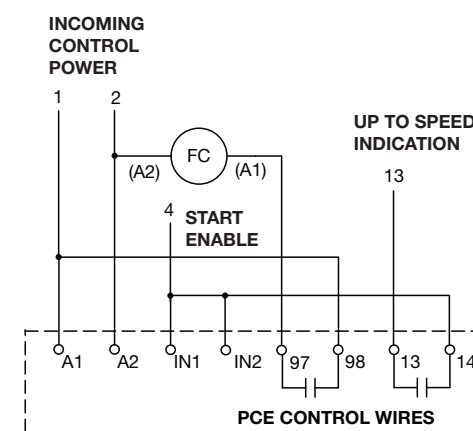 INCOMING
CONTROL
POWER
1 2
UP TO SPEED
INDICATION
FC
(A2) (A1)
13
4 START
ENABLE
A1 A2 IN1 IN2 97 98 13 14
PCE CONTROL WIRES